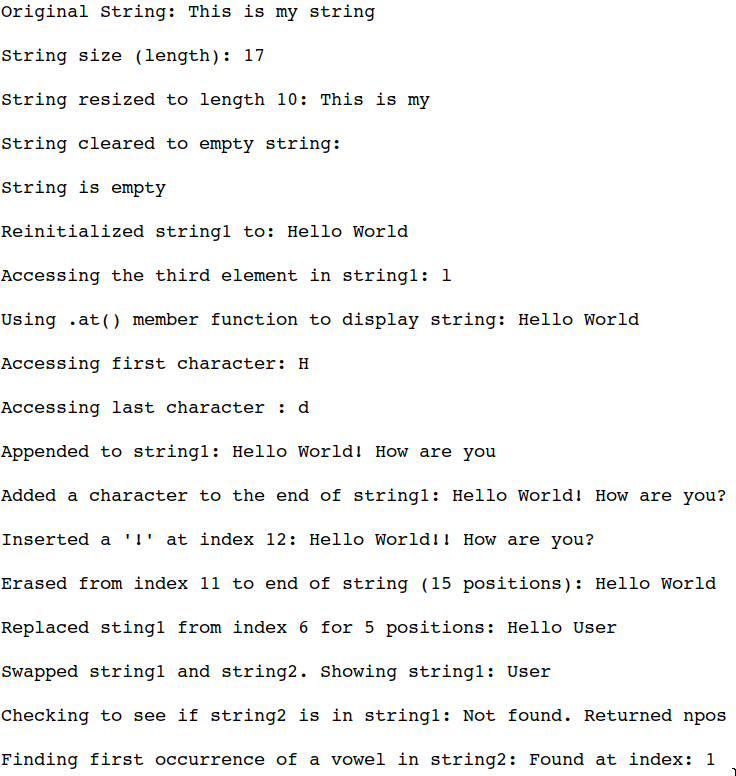 Original String: This is my string
String size (length): 17
String resized to length 10: This is my
String cleared to empty string:
String is empty
Reinitialized string1 to: Hello World
Accessing the third element in string1: l
Using .at() member function to display string: Hello World
Accessing first character: H
Accessing last character : d
Appended to string1: Hello World! How are you
Added a character to the end of string1: Hello World! How are you?
Inserted a '!' at index 12: Hello World!! How are you?
Erased from index 11 to end of string (15 positions): Hello World
Replaced sting1 from index 6 for 5 positions: Hello User
Swapped string1 and string2. Showing string1: User
Checking to see if string2 is in string1: Not found. Returned npos
Finding first occurrence of a vowel in string2: Found at index: 1